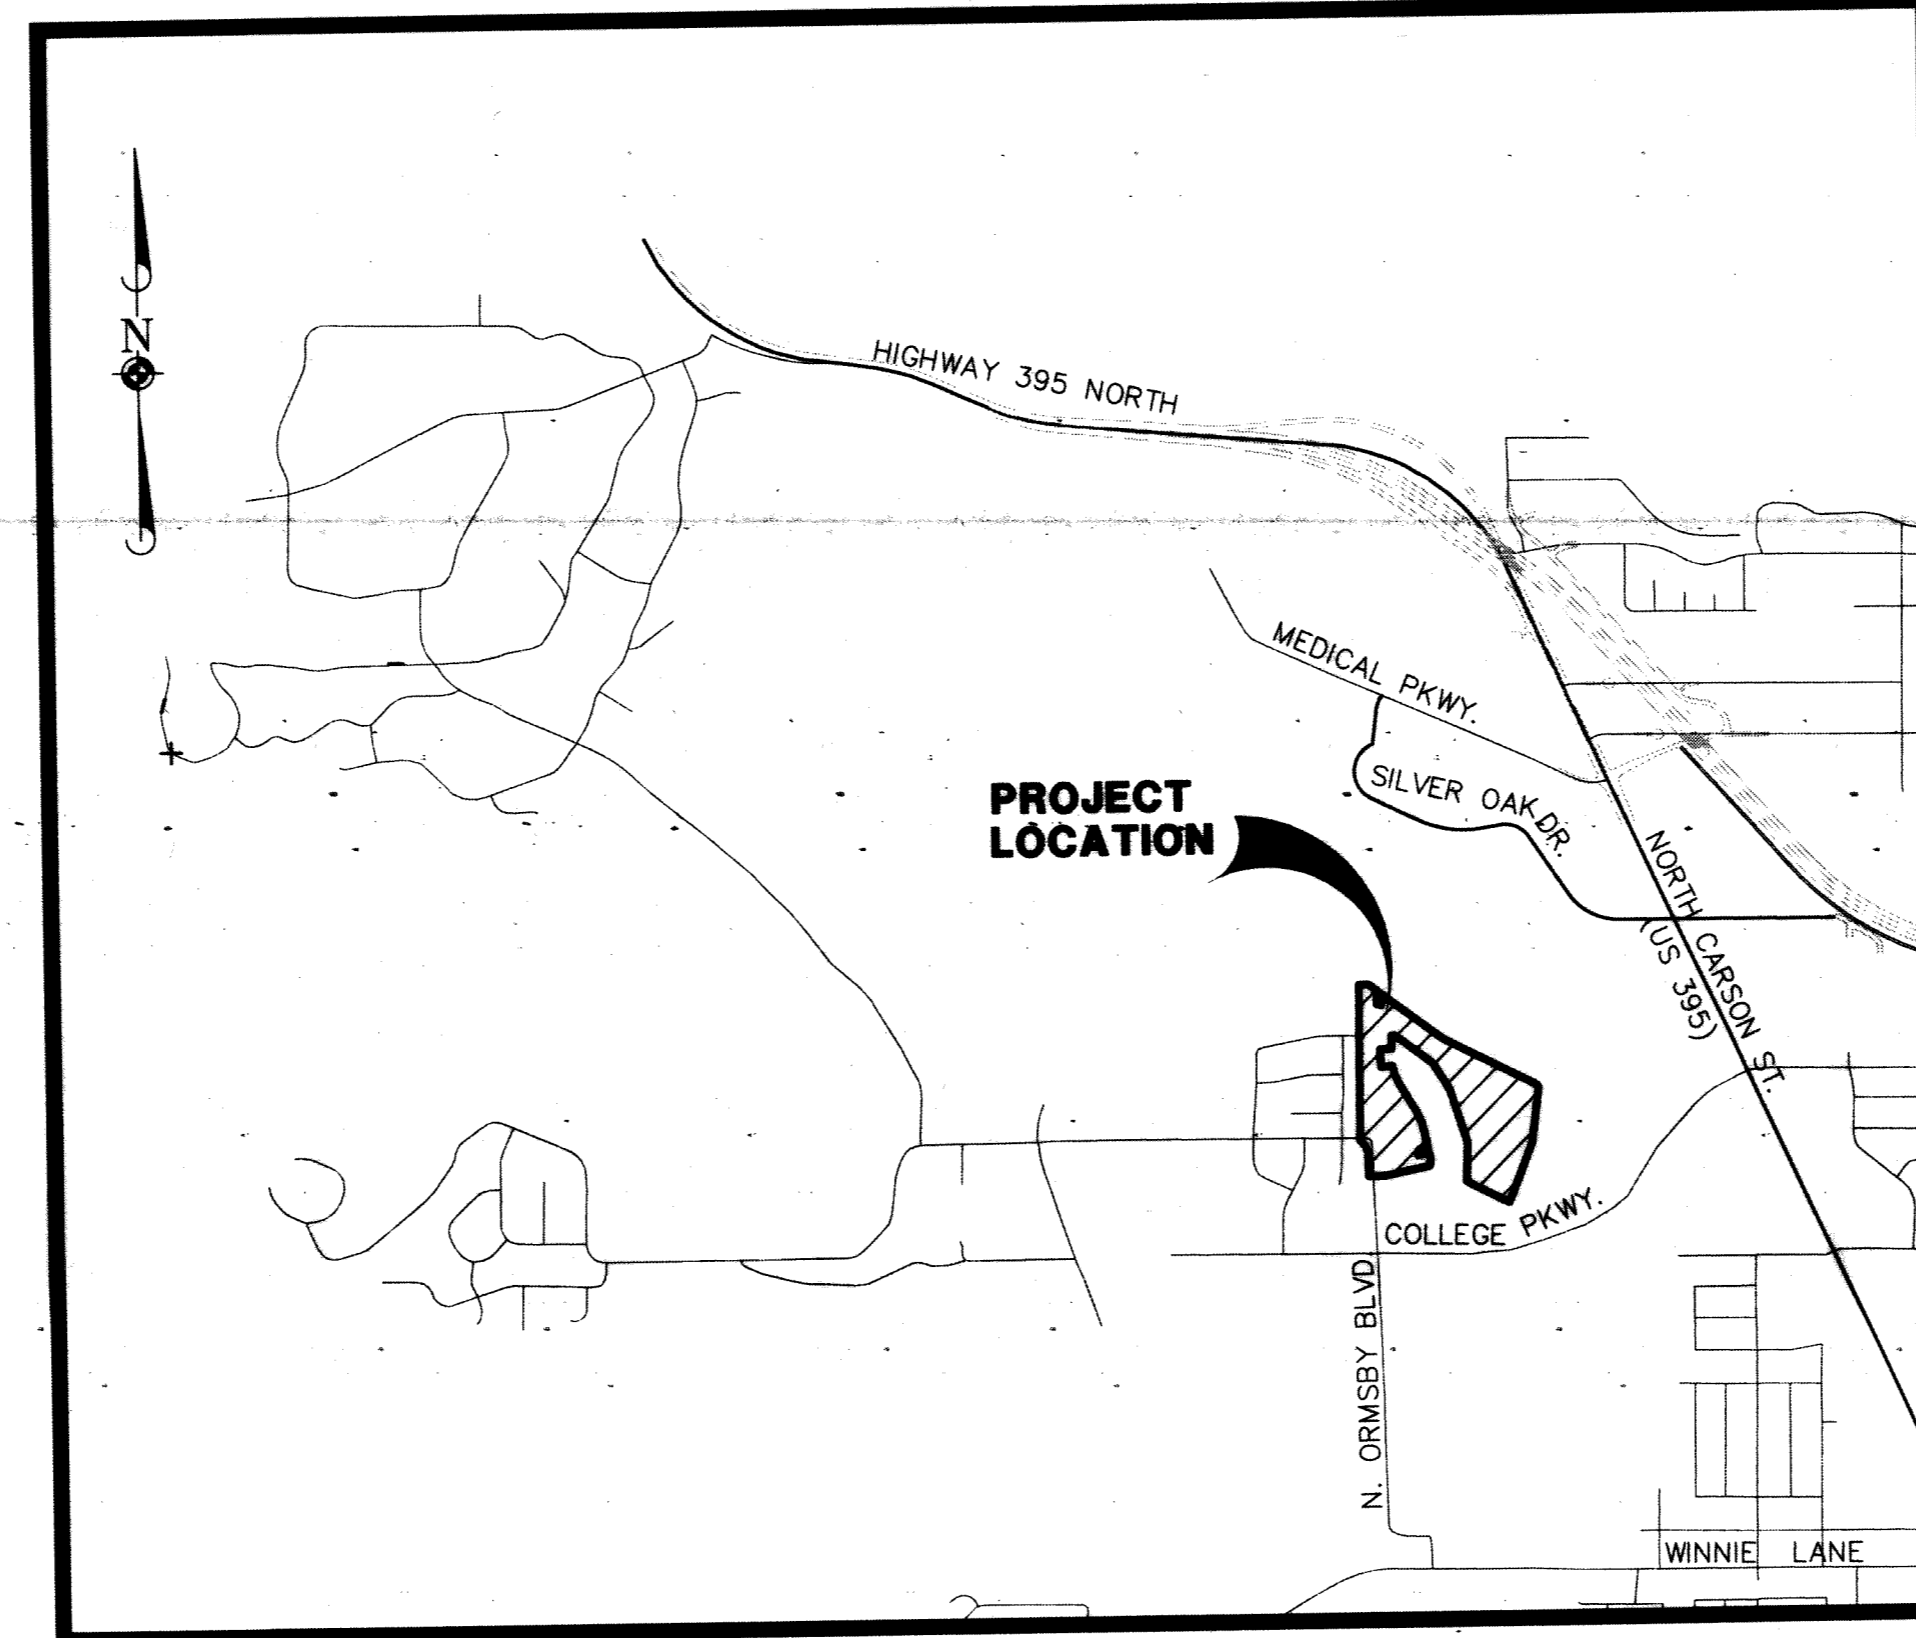 N
HIGHWAY 395 NORTH
MEDICAL PKWY.
SILVER OAK DR.
PROJECT
LOCATION
NORTH CARSON ST.
(US 395)
COLLEGE PKWY.
N. ORMSBY BLVD
WINNIE LANE